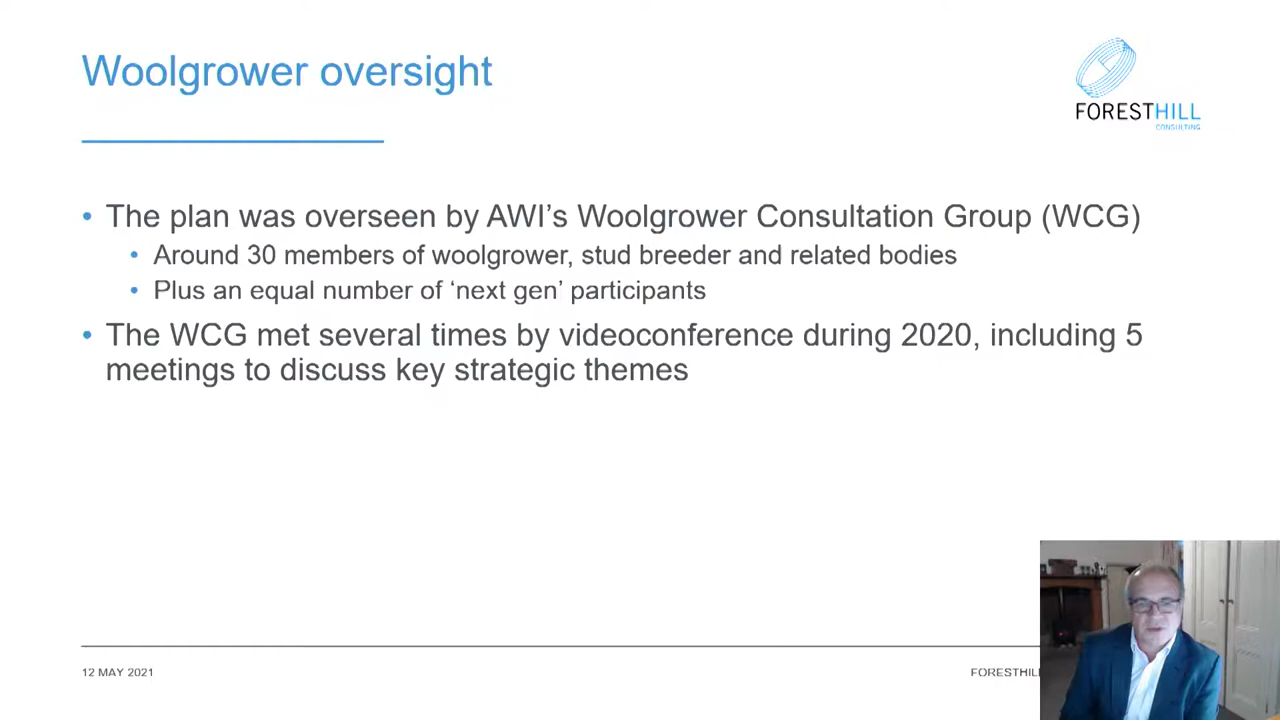 Woolgrower oversight
FORESTHILL
CONSULTING
• The plan was overseen by AWI’s Woolgrower Consultation Group (WCG)
• Around 30 members of woolgrower, stud breeder and related bodies
• Plus an equal number of ‘next gen’ participants
• The WCG met several times by videoconference during 2020, including 5
meetings to discuss key strategic themes
12 MAY 2021